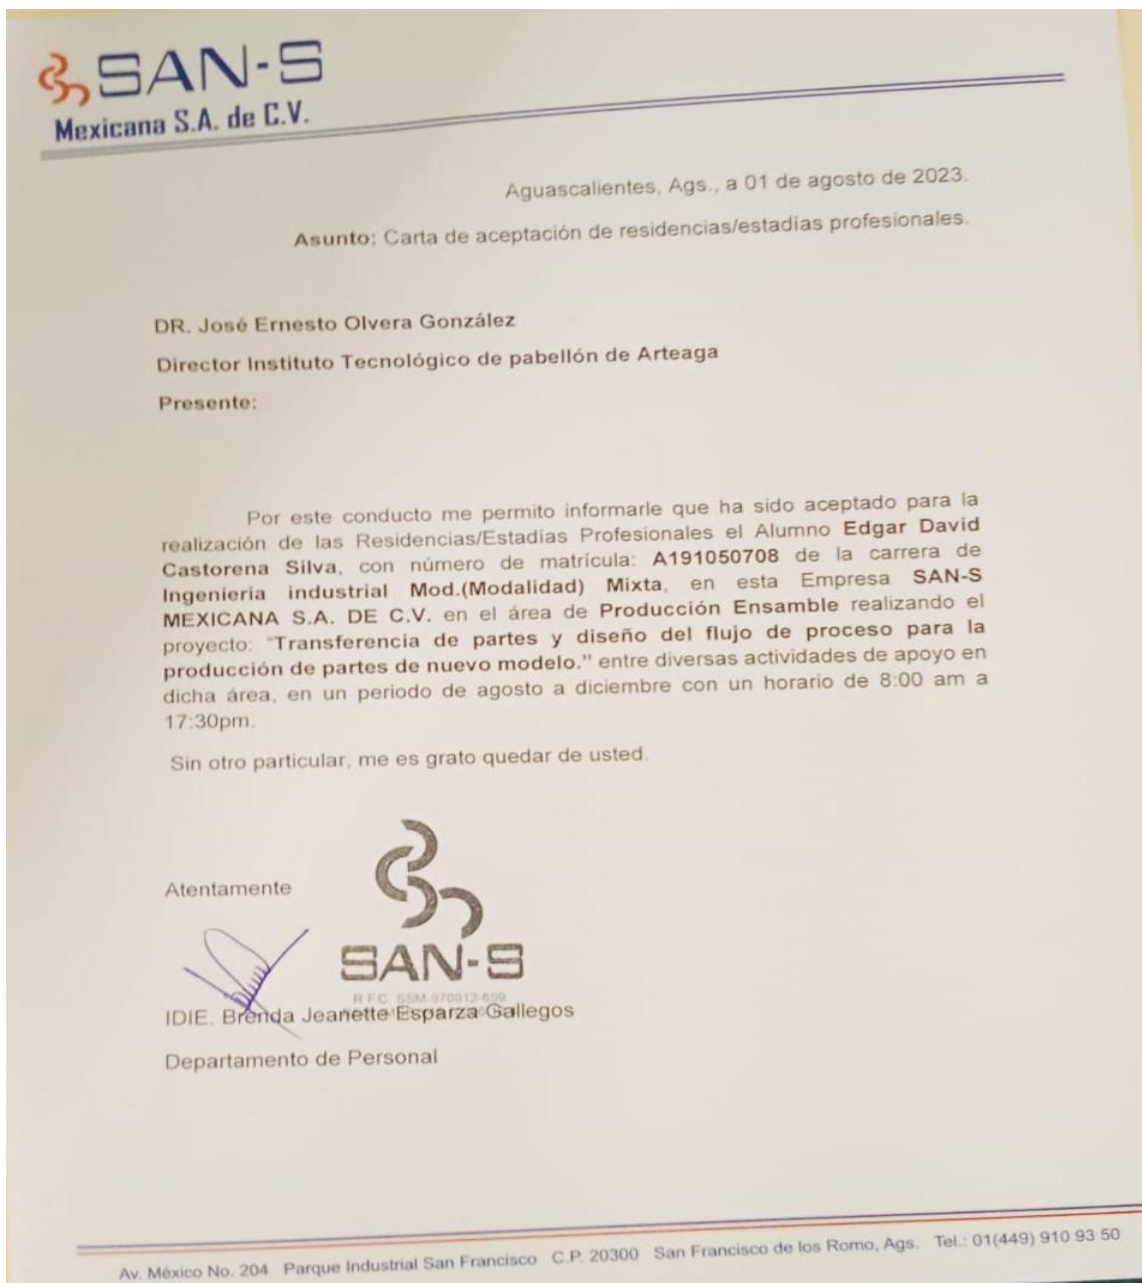 SAN-S
Mexicana S.A. de C.V.
Aguascalientes, Ags., a 01 de agosto de 2023.
Asunto: Carta de aceptación de residencias/estadías profesionales.
DR. José Ernesto Olvera González
Director Instituto Tecnológico de pabellón de Arteaga
Presente:
Por este conducto me permito informarle que ha sido aceptado para la
realización de las Residencias/Estadías Profesionales el Alumno Edgar David
Castorena Silva, con número de matrícula: A191050708 de la carrera de
Ingeniería industrial Mod.(Modalidad) Mixta, en esta Empresa SAN-S
MEXICANA S.A. DE C.V. en el área de Producción Ensamble realizando el
proyecto: "Transferencia de partes y diseño del flujo de proceso para la
producción de partes de nuevo modelo." entre diversas actividades de apoyo en
dicha área, en un periodo de agosto a diciembre con un horario de 8:00 am a
17:30pm.
Sin otro particular, me es grato quedar de usted.
Atentamente
SAN-S
R.F.C. SSM-970912-
IDIE. Brenda Jeanette Esparza Gallegos
Departamento de Personal
Av. México No. 204 Parque Industrial San Francisco C.P. 20300 San Francisco de los Romo, Ags. Tel.: 01(449) 910 93 50